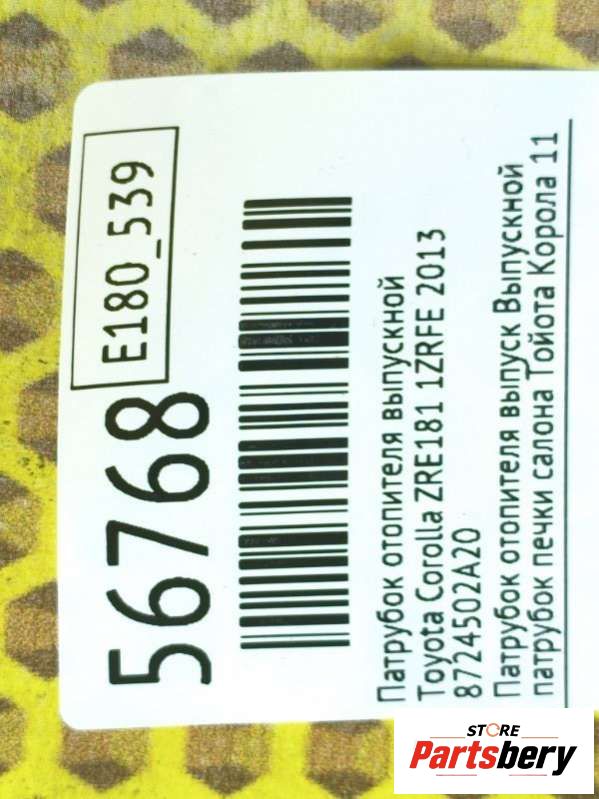 56768
E180_539
Патрубок отопителя выпускной
Toyota Corolla ZRE181 1ZRFE 2013
8724502A20
Патрубок отопителя выпуск Выпускной
патрубок печки салона Тойота Корола 11
STORE
Partsbery